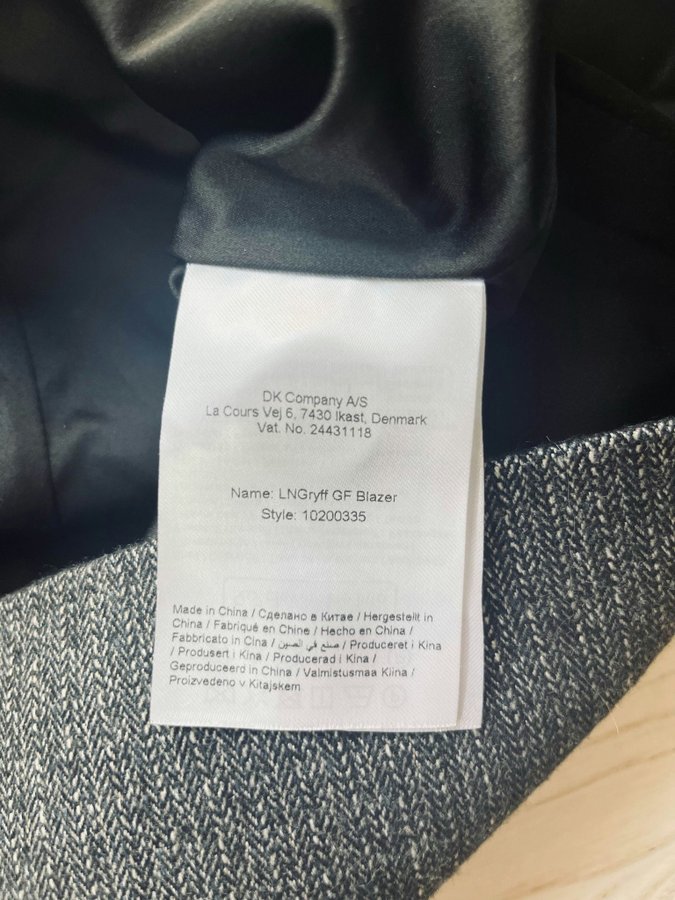 DK Company A/S
La Cours Vej 6, 7430 Ikast, Denmark
Vat. No. 24431118
Name: LNGryff GF Blazer
Style: 10200335
Made in China / Сделано в Китае / Hergestellt in
China / Fabriqué en Chine / Hecho en China /
Fabbricato in Cina / صنع في الصين / Produceret i Kina
/ Produsert i Kina / Producerad i Kina /
Geproduceerd in China / Valmistusmaa Kiina /
Proizvedeno v Kitajskem